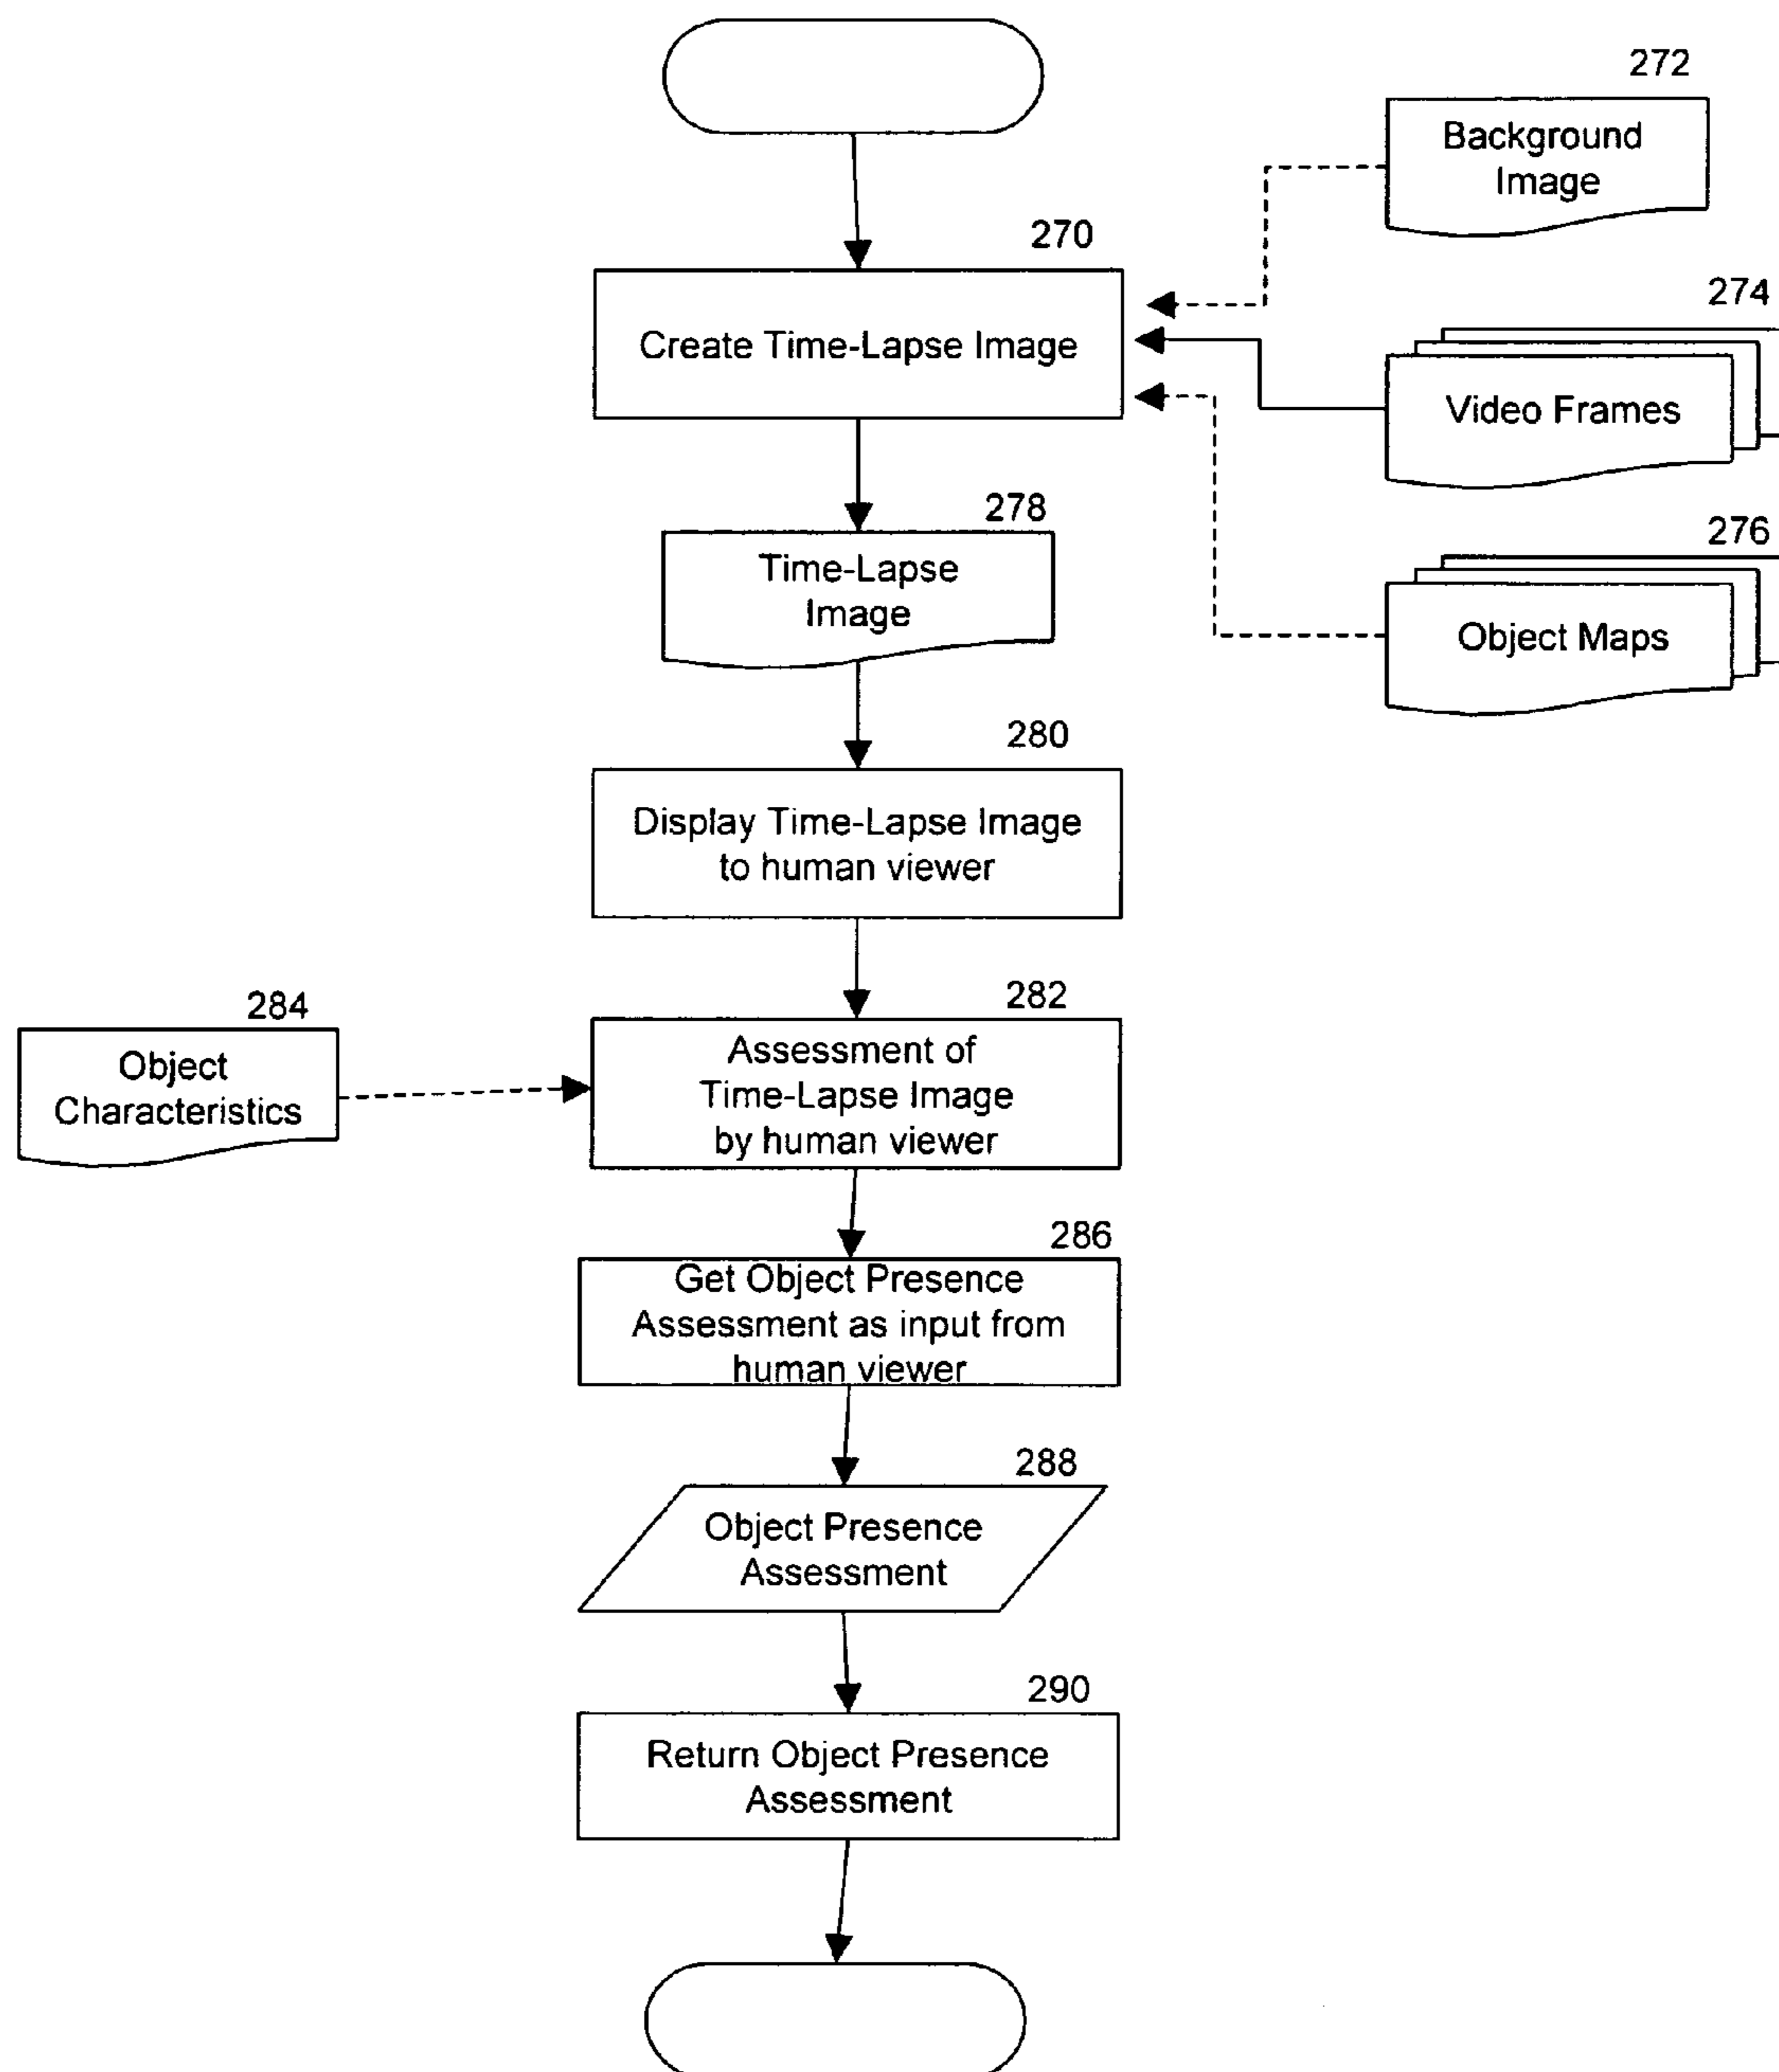 272
Background
Image
270
Create Time-Lapse Image
274
Video Frames
278
Time-Lapse
Image
276
Object Maps
280
Display Time-Lapse Image
to human viewer
284
Object
Characteristics
282
Assessment of
Time-Lapse Image
by human viewer
286
Get Object Presence
Assessment as input from
human viewer
288
Object Presence
Assessment
290
Return Object Presence
Assessment